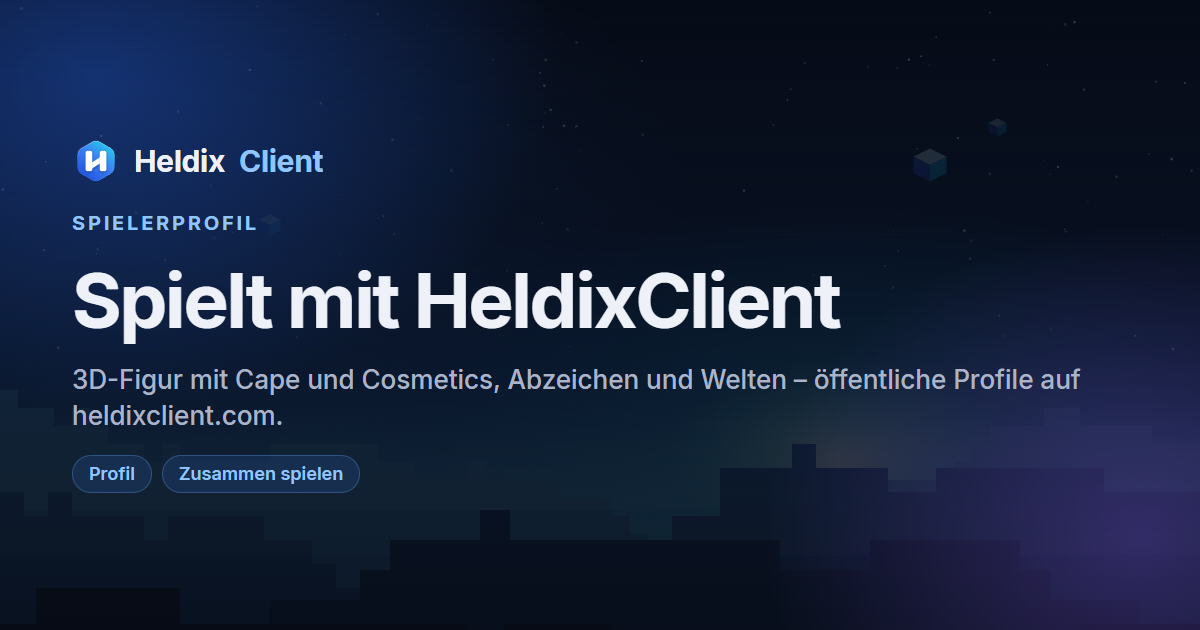 Heldix Client
SPIELERPROFIL
Spielt mit HeldixClient
3D-Figur mit Cape und Cosmetics, Abzeichen und Welten – öffentliche Profile auf
heldixclient.com.
Profil
Zusammen spielen